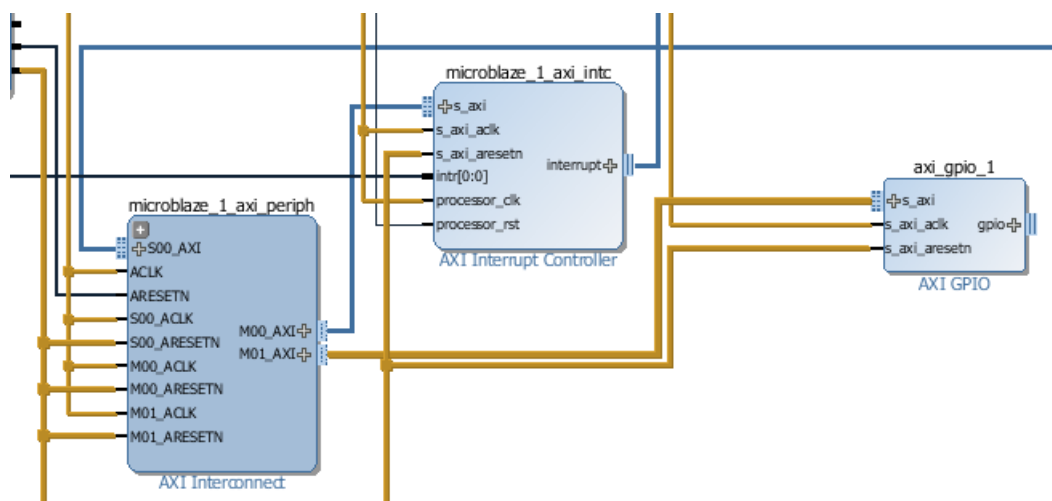 microblaze_1_axi_intc
s_axi
s_axi_aclk
s_axi_aresetn
intr[0:0]
processor_clk
processor_rst
interrupt
AXI Interrupt Controller
axi_gpio_1
s_axi
s_axi_aclk
s_axi_aresetn
gpio
AXI GPIO
microblaze_1_axi_periph
S00_AXI
ACLK
ARESETN
S00_ACLK
S00_ARESETN
M00_ACLK
M00_ARESETN
M01_ACLK
M01_ARESETN
M00_AXI
M01_AXI
AXI Interconnect